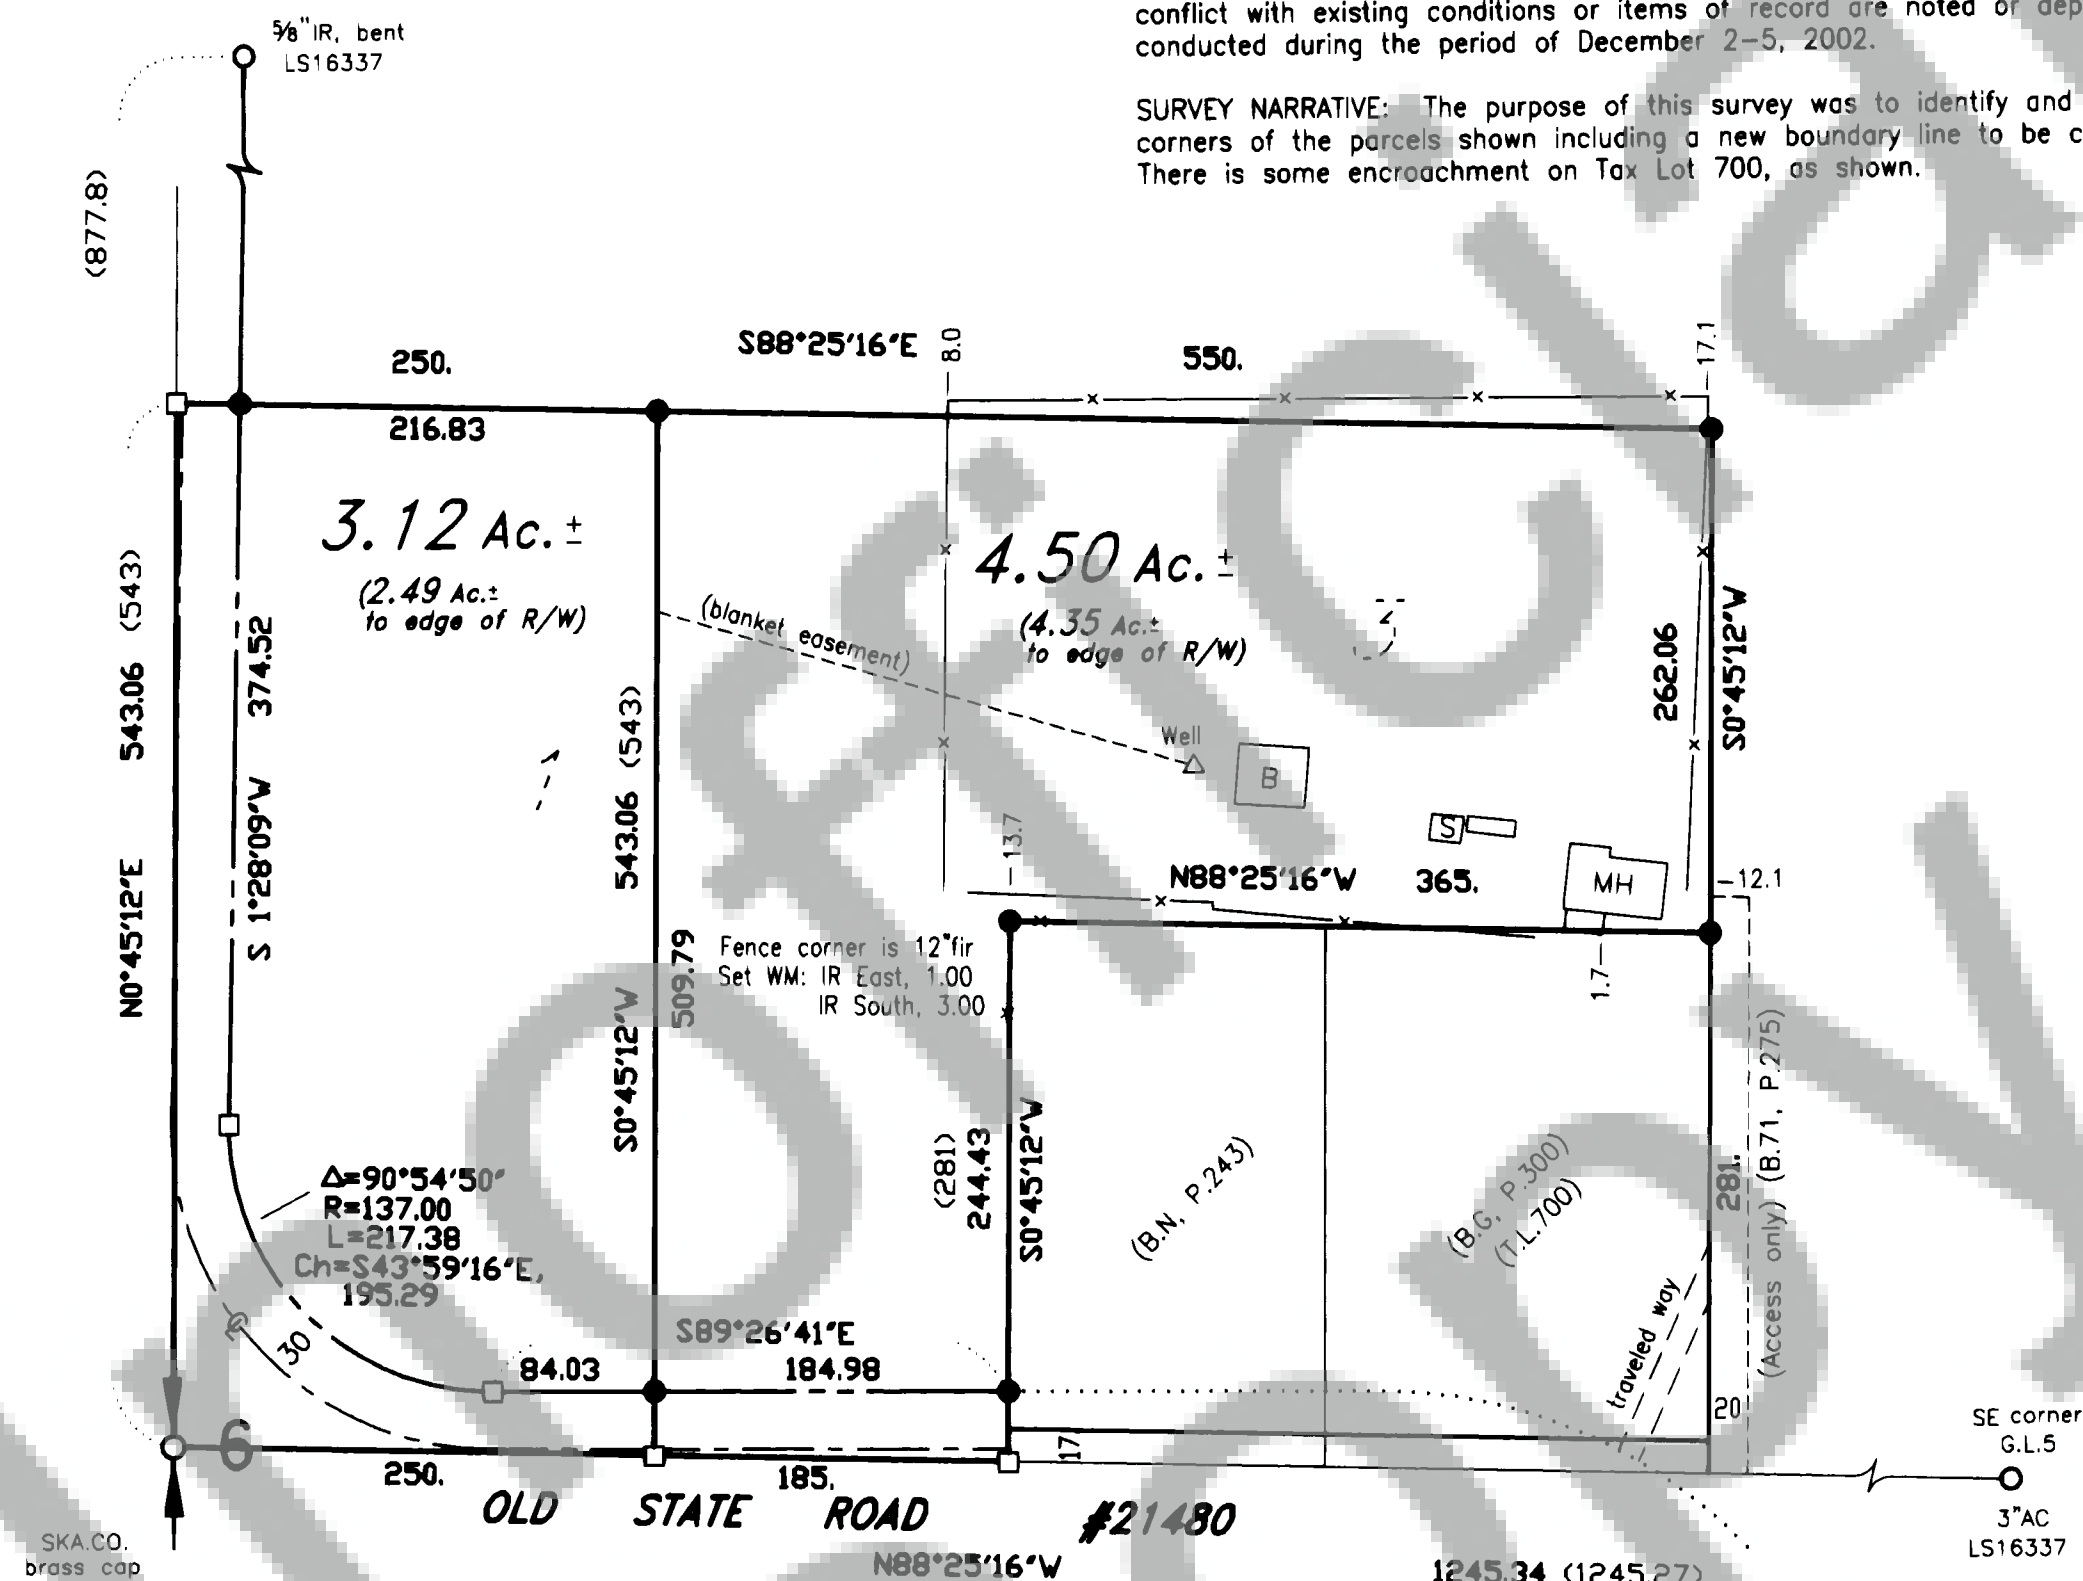 conflict with existing conditions or items of record are noted or dep
conducted during the period of December 2-5, 2002.
SURVEY NARRATIVE: The purpose of this survey was to identify and
corners of the parcels shown including a new boundary line to be c
There is some encroachment on Tax Lot 700, as shown.
5/8"IR, bent
LS16337
(877.8)
250.
S88°25'16"E
8.0
550.
17.1
216.83
3.12 Ac.±
(2.49 Ac.±
to edge of R/W)
4.50 Ac.±
(4.35 Ac.±
to edge of R/W)
(blanket easement)
N0°45'12"E 543.06 (543)
S 1°28'09"W 374.52
S0°45'12"W 543.06 (543)
509.79
262.06
S0°45'12"W
Well
B
S
MH
13.7
N88°25'16"W 365.
12.1
1.7
Fence corner is 12"fir
Set WM: IR East, 1.00
IR South, 3.00
(281)
244.43
S0°45'12"W
(B.N, P.243)
(B.G, P.300)
(T.L.700)
281.
(Access only) (B.71, P.275)
traveled way
20
Δ=90°54'50"
R=137.00
L=217.38
Ch=S43°59'16"E,
195.29
30
S89°26'41"E
84.03
184.98
17
6
250.
185.
OLD STATE ROAD #21480
N88°25'16"W
1245.34 (1245.27)
SE corner
G.L.5
3"AC
LS16337
SKA.CO.
brass cap